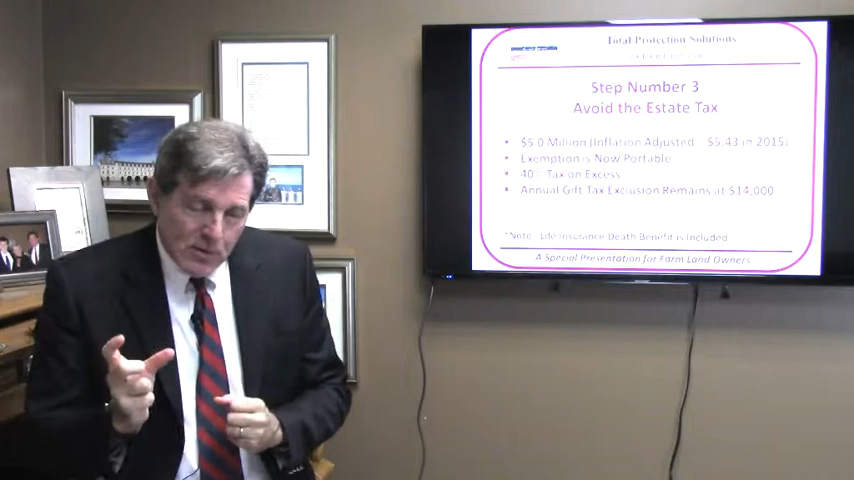 Total Protection Solutions
Step Number 3
Avoid the Estate Tax
$5.0 Million (Inflation Adjusted $5.43 in 2015)
Exemption is Now Portable
40% Tax on Excess
Annual Gift Tax Exclusion Remains at $14,000
*Note Life Insurance Death Benefit is Included
A Special Presentation for Farm Land Owners